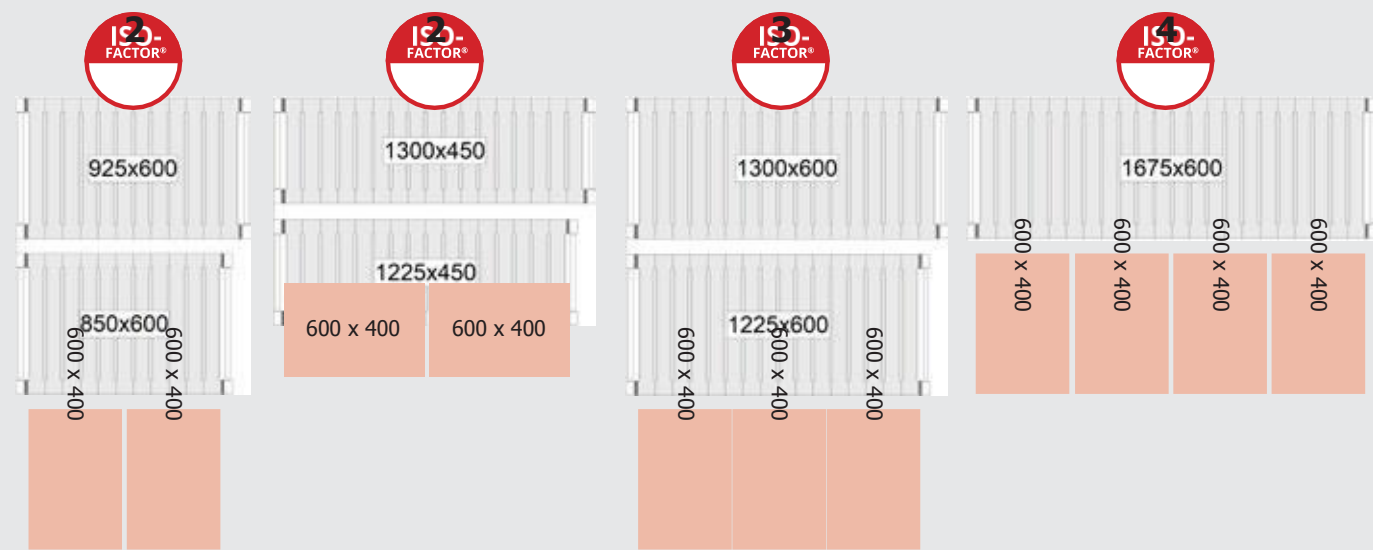 2
ISO-
FACTOR®
925x600
850x600
600 x 400
600 x 400
2
ISO-
FACTOR®
1300x450
1225x450
600 x 400
600 x 400
3
ISO-
FACTOR®
1300x600
1225x600
600 x 400
600 x 400
600 x 400
4
ISO-
FACTOR®
1675x600
600 x 400
600 x 400
600 x 400
600 x 400